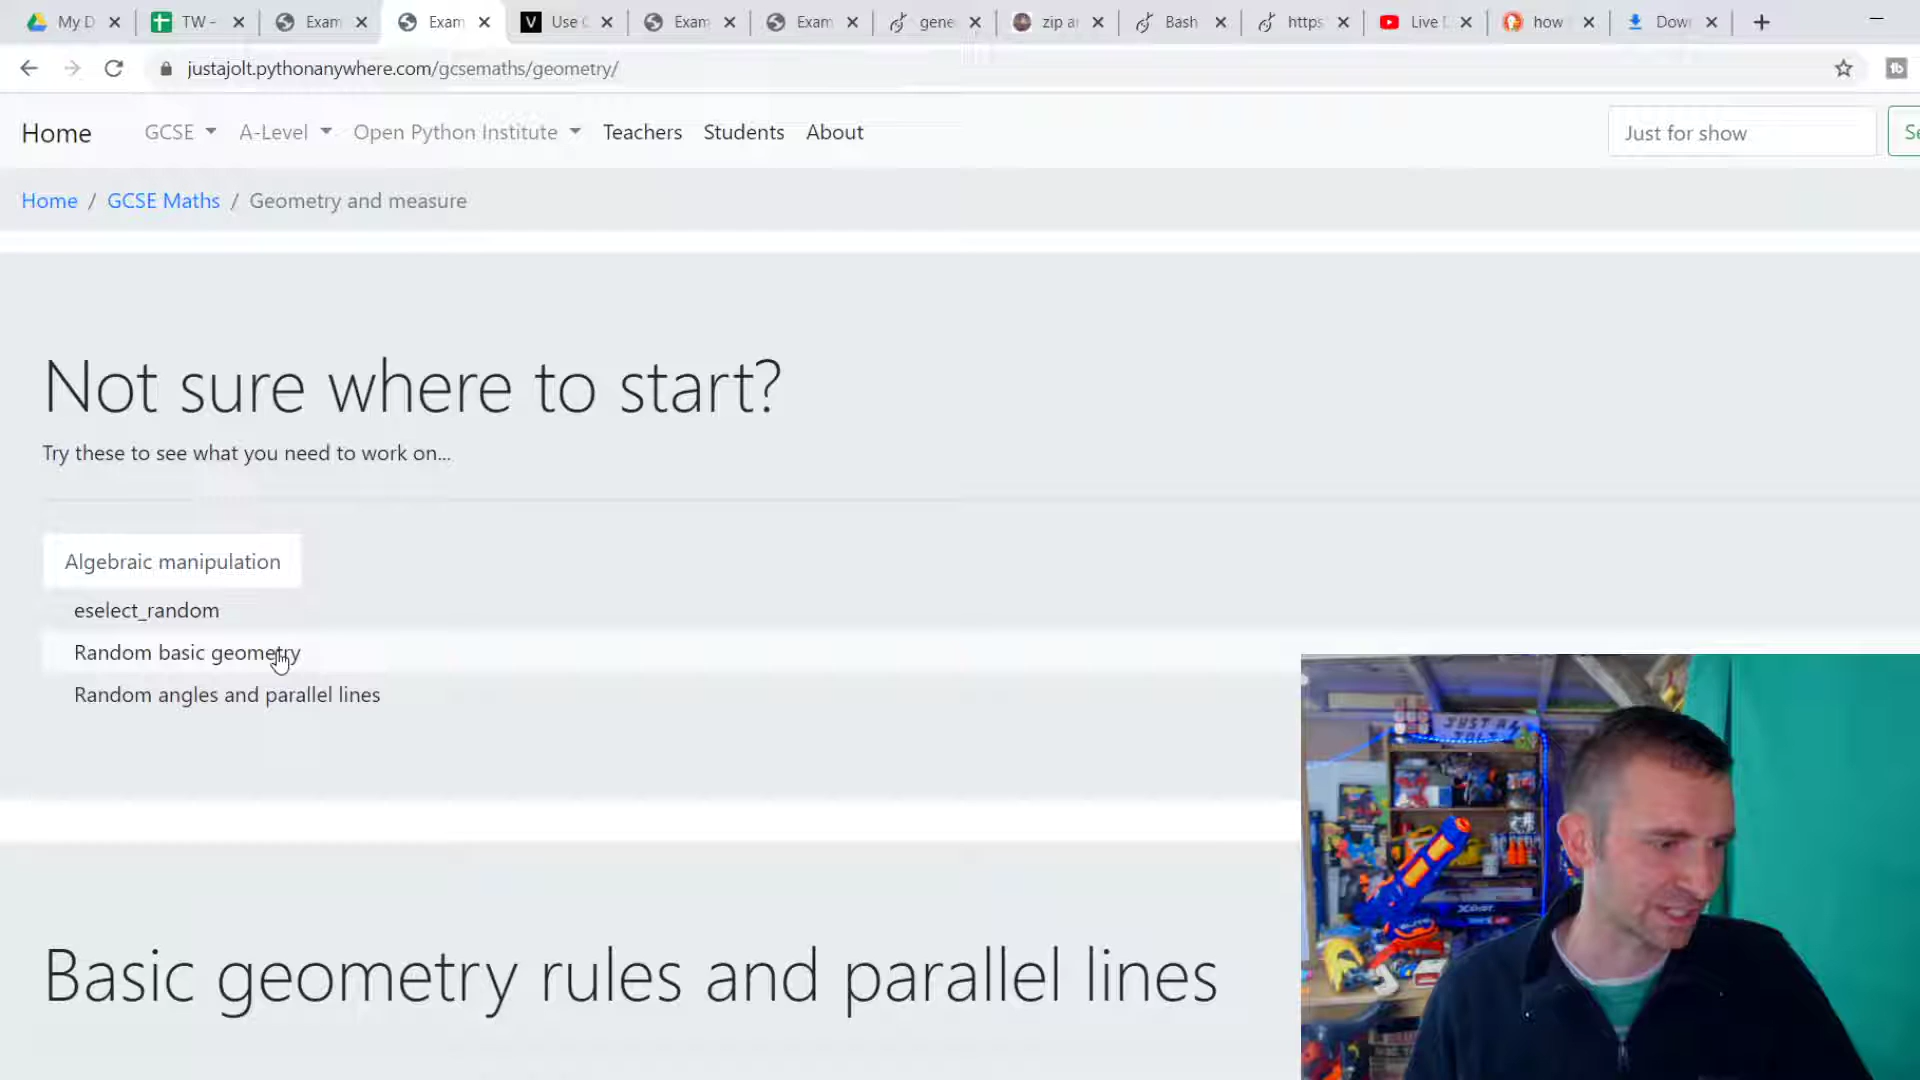 My D
TW -
Exam
Exam
Use C
Exam
Exam
gene
zip a
Bash
https
Live
how
Dow
justajolt.pythonanywhere.com/gcsemaths/geometry/
Home
GCSE
A-Level
Open Python Institute
Teachers
Students
About
Just for show
Se
Home / GCSE Maths / Geometry and measure
Not sure where to start?
Try these to see what you need to work on...
Algebraic manipulation
eselect_random
Random basic geometry
Random angles and parallel lines
JUST A
JOLT
Basic geometry rules and parallel lines